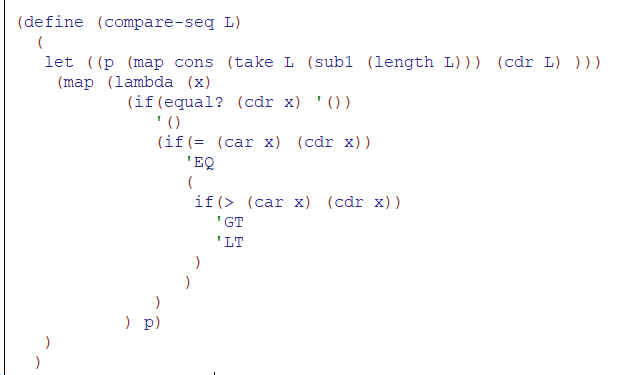 (define (compare-seq L)
(
let ((p (map cons (take L (sub1 (length L))) (cdr L) )))
(map (lambda (x)
(if(equal? (cdr x) '())
'()
(if(= (car x) (cdr x))
'EQ
(
if(> (car x) (cdr x))
'GT
'LT
)
)
)
) p)
)
)